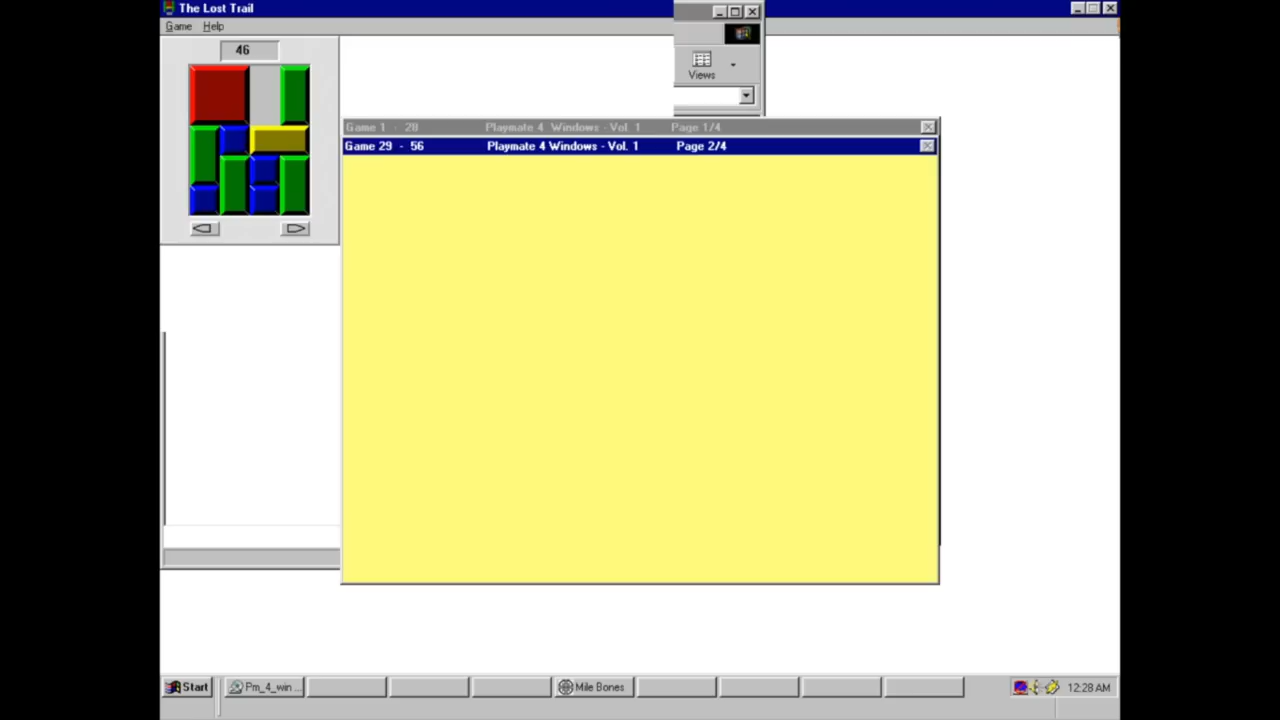 The Lost Trail
Game Help
46
Views
Game 1 - 28 Playmate 4 Windows - Vol. 1 Page 1/4
Game 29 - 56 Playmate 4 Windows - Vol. 1 Page 2/4
Start Pm_4_win ... Mile Bones 12:28 AM